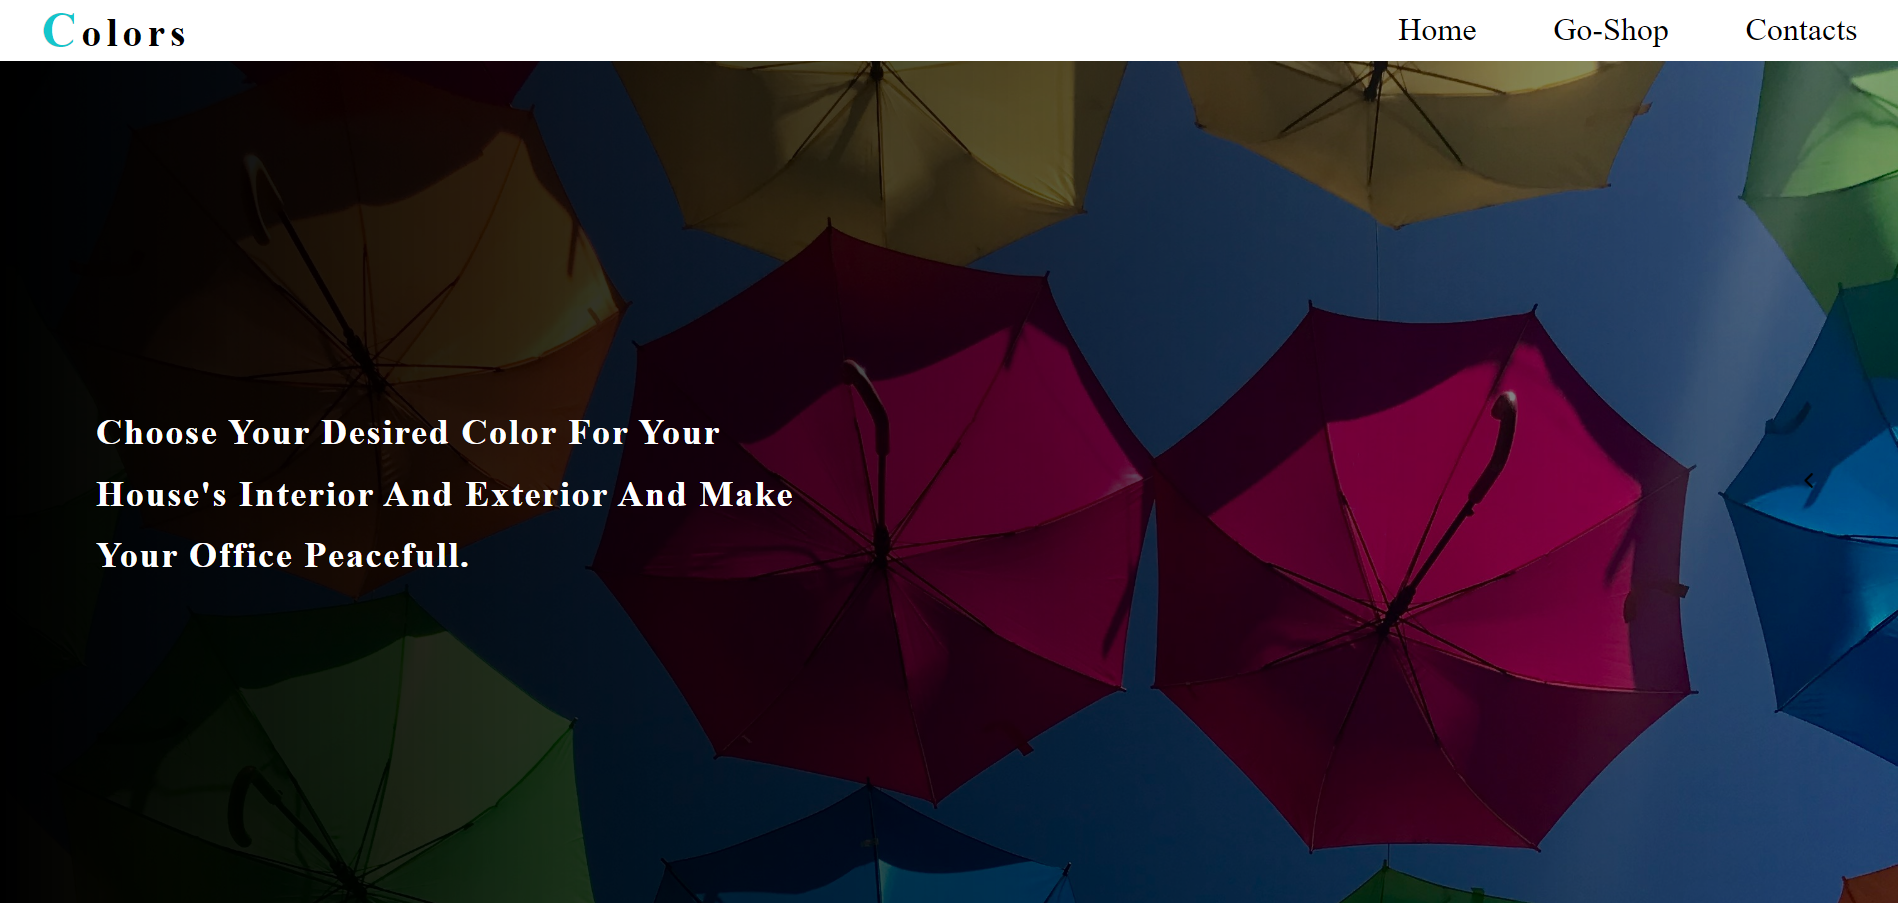 Colors
Home
Go-Shop
Contacts
Choose Your Desired Color For Your
House's Interior And Exterior And Make
Your Office Peacefull.